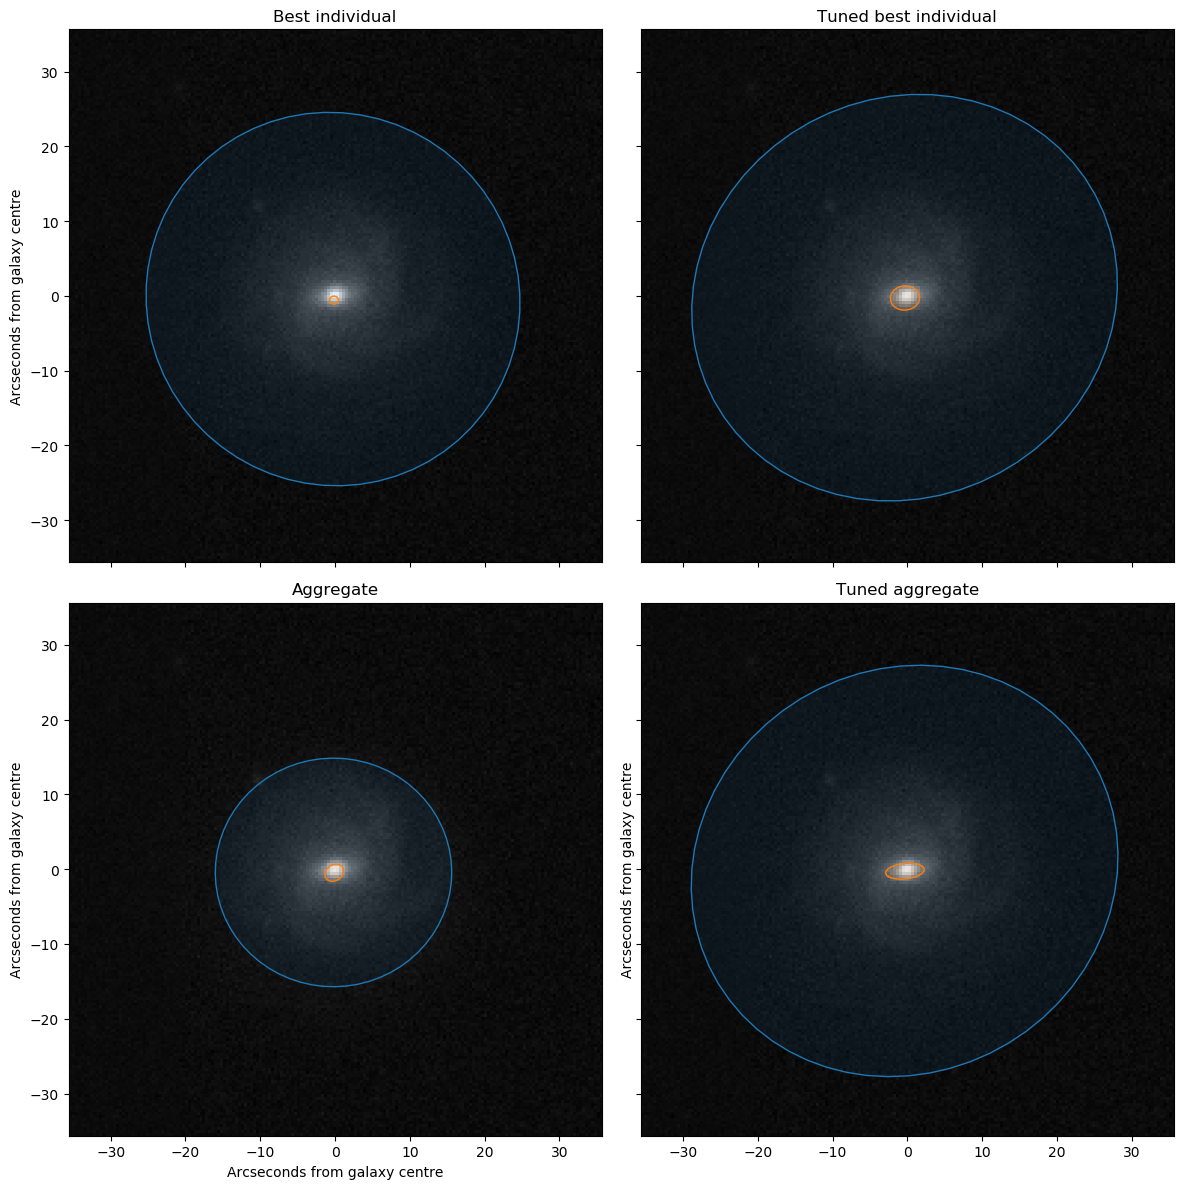 Best individual
Tuned best individual
30
20
10
0
−10
−20
−30
Arcseconds from galaxy centre
Aggregate
Tuned aggregate
30
20
10
0
−10
−20
−30
Arcseconds from galaxy centre
Arcseconds from galaxy centre
−30 −20 −10 0 10 20 30
−30 −20 −10 0 10 20 30
Arcseconds from galaxy centre